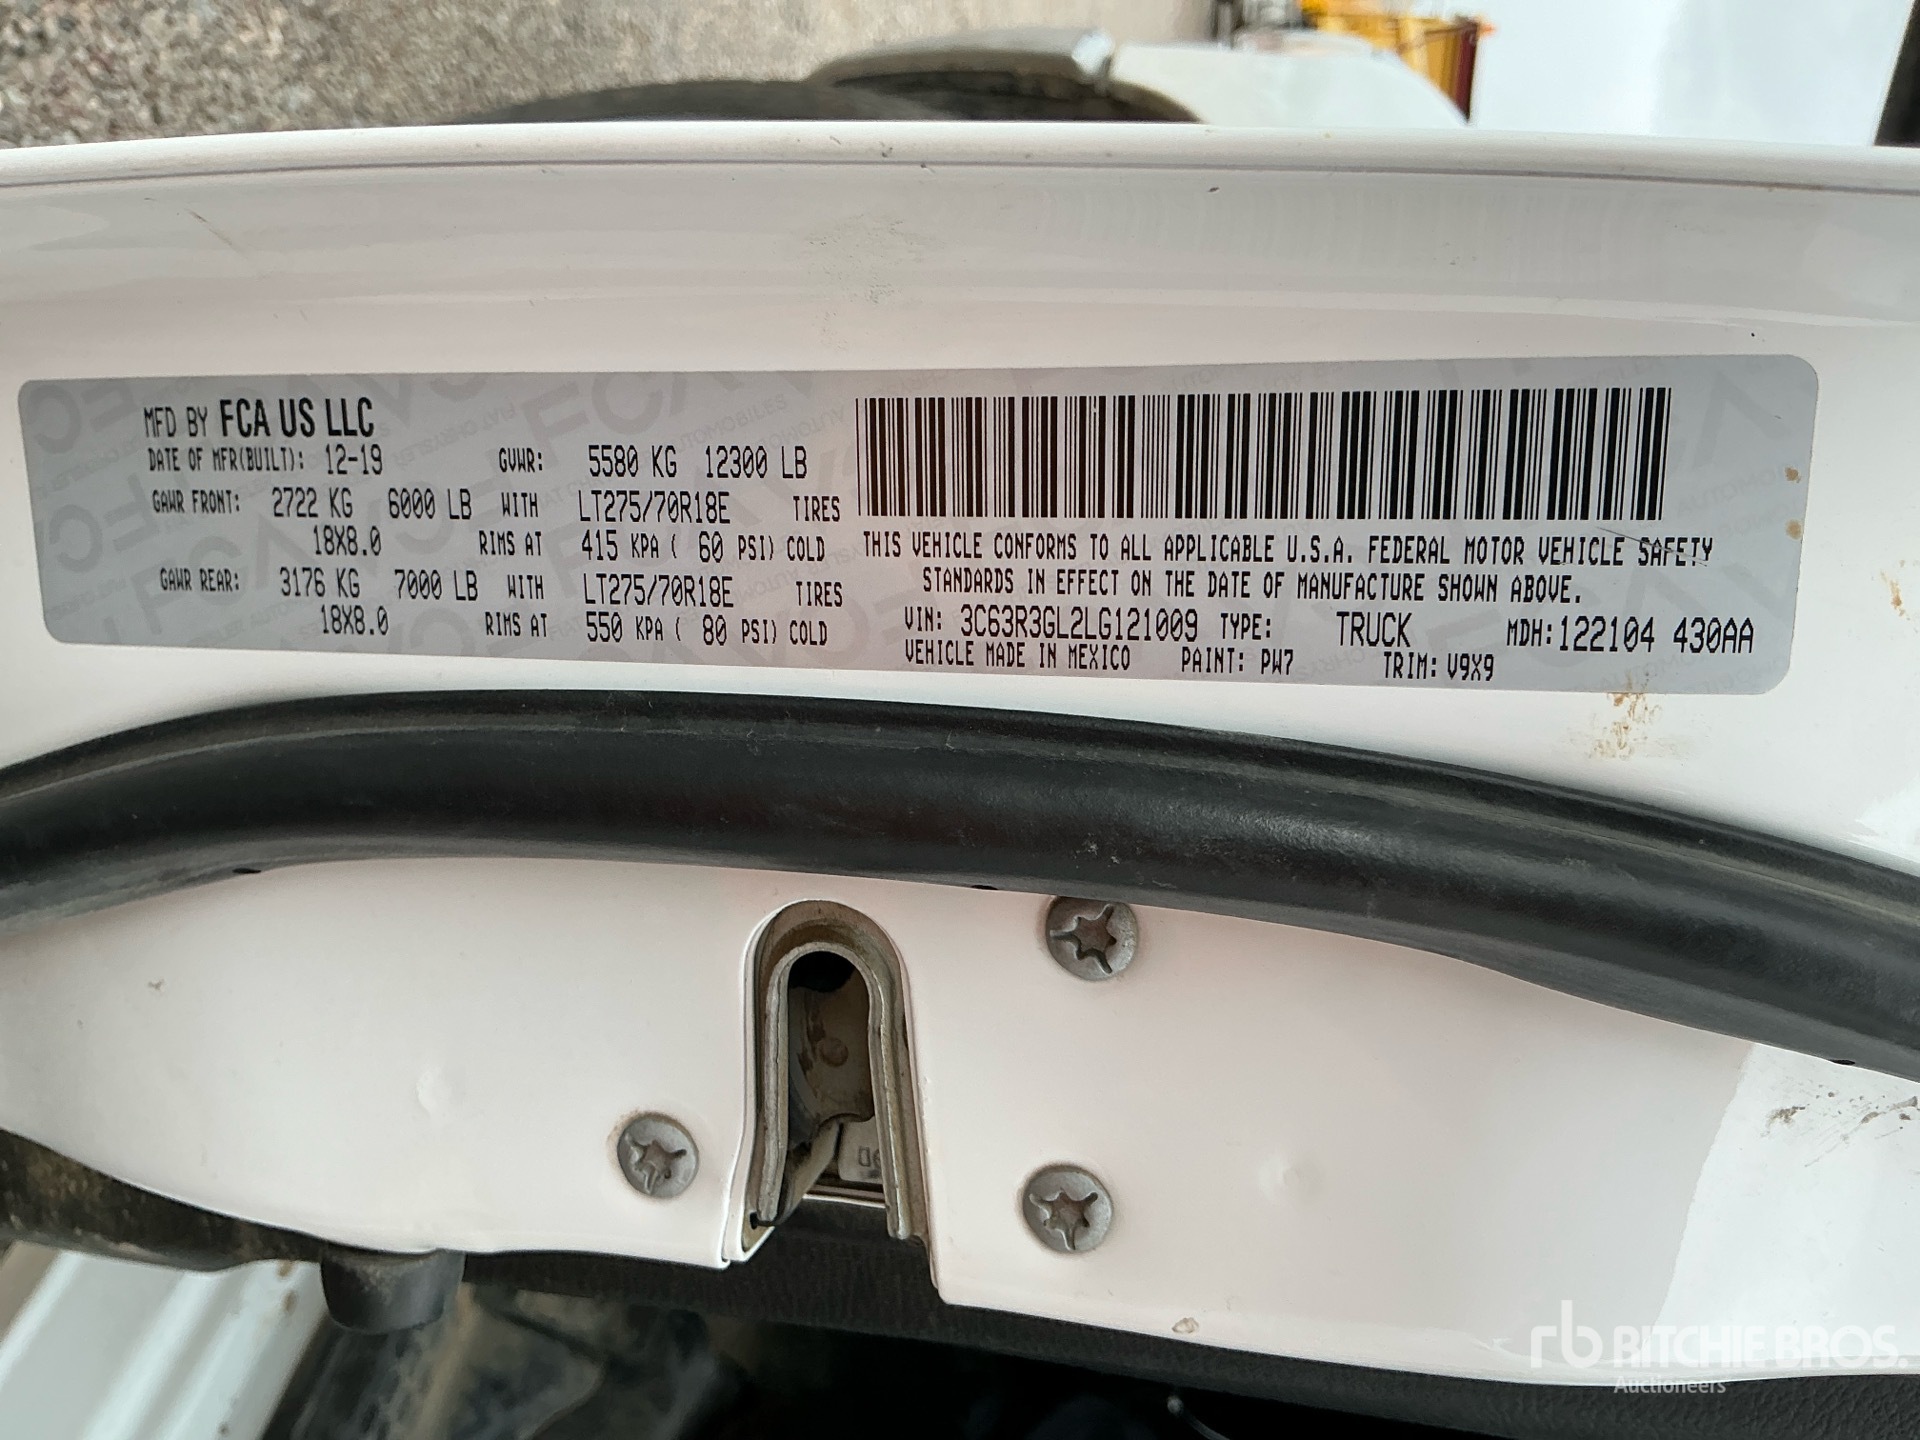 MFD BY FCA US LLC
DATE OF MFR(BUILT): 12-19 GVWR: 5580 KG 12300 LB
GAWR FRONT: 2722 KG 6000 LB WITH LT275/70R18E TIRES
18X8.0 RIMS AT 415 KPA ( 60 PSI) COLD
GAWR REAR: 3176 KG 7000 LB WITH LT275/70R18E TIRES
18X8.0 RIMS AT 550 KPA ( 80 PSI) COLD
THIS VEHICLE CONFORMS TO ALL APPLICABLE U.S.A. FEDERAL MOTOR VEHICLE SAFETY
STANDARDS IN EFFECT ON THE DATE OF MANUFACTURE SHOWN ABOVE.
VIN: 3C63R3GL2LG121009 TYPE: TRUCK MDH: 122104 430AA
VEHICLE MADE IN MEXICO PAINT: PW7 TRIM: V9X9
rb RITCHIE BROS.
Auctioneers